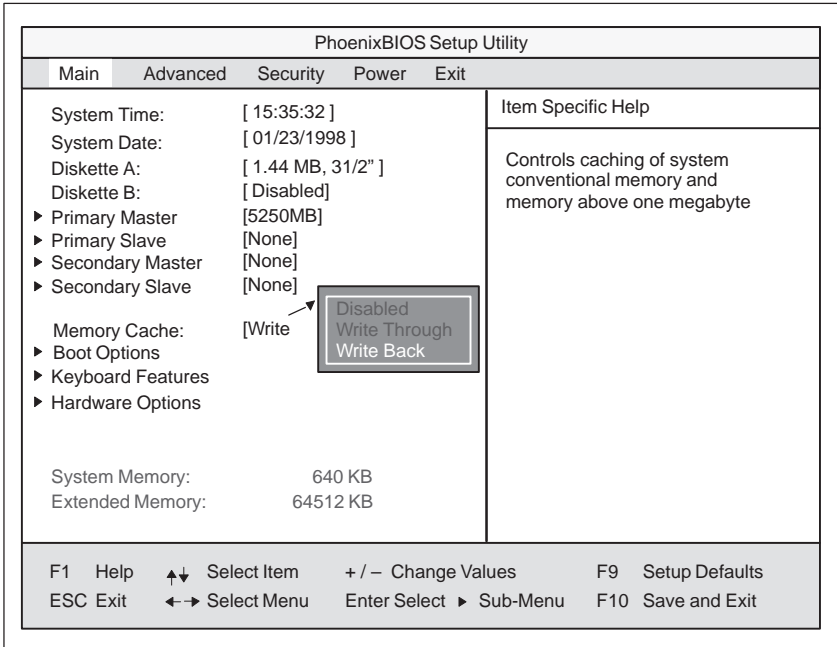 PhoenixBIOS Setup Utility
Main Advanced Security Power Exit
System Time: [ 15:35:32 ]
System Date: [ 01/23/1998 ]
Diskette A: [ 1.44 MB, 31/2” ]
Diskette B: [ Disabled]
Primary Master [5250MB]
Primary Slave [None]
Secondary Master [None]
Secondary Slave [None]
Memory Cache: [Write
Disabled
Write Through
Write Back
Boot Options
Keyboard Features
Hardware Options
System Memory: 640 KB
Extended Memory: 64512 KB
Item Specific Help
Controls caching of system
conventional memory and
memory above one megabyte
F1 Help Select Item + / – Change Values F9 Setup Defaults
ESC Exit Select Menu Enter Select Sub-Menu F10 Save and Exit